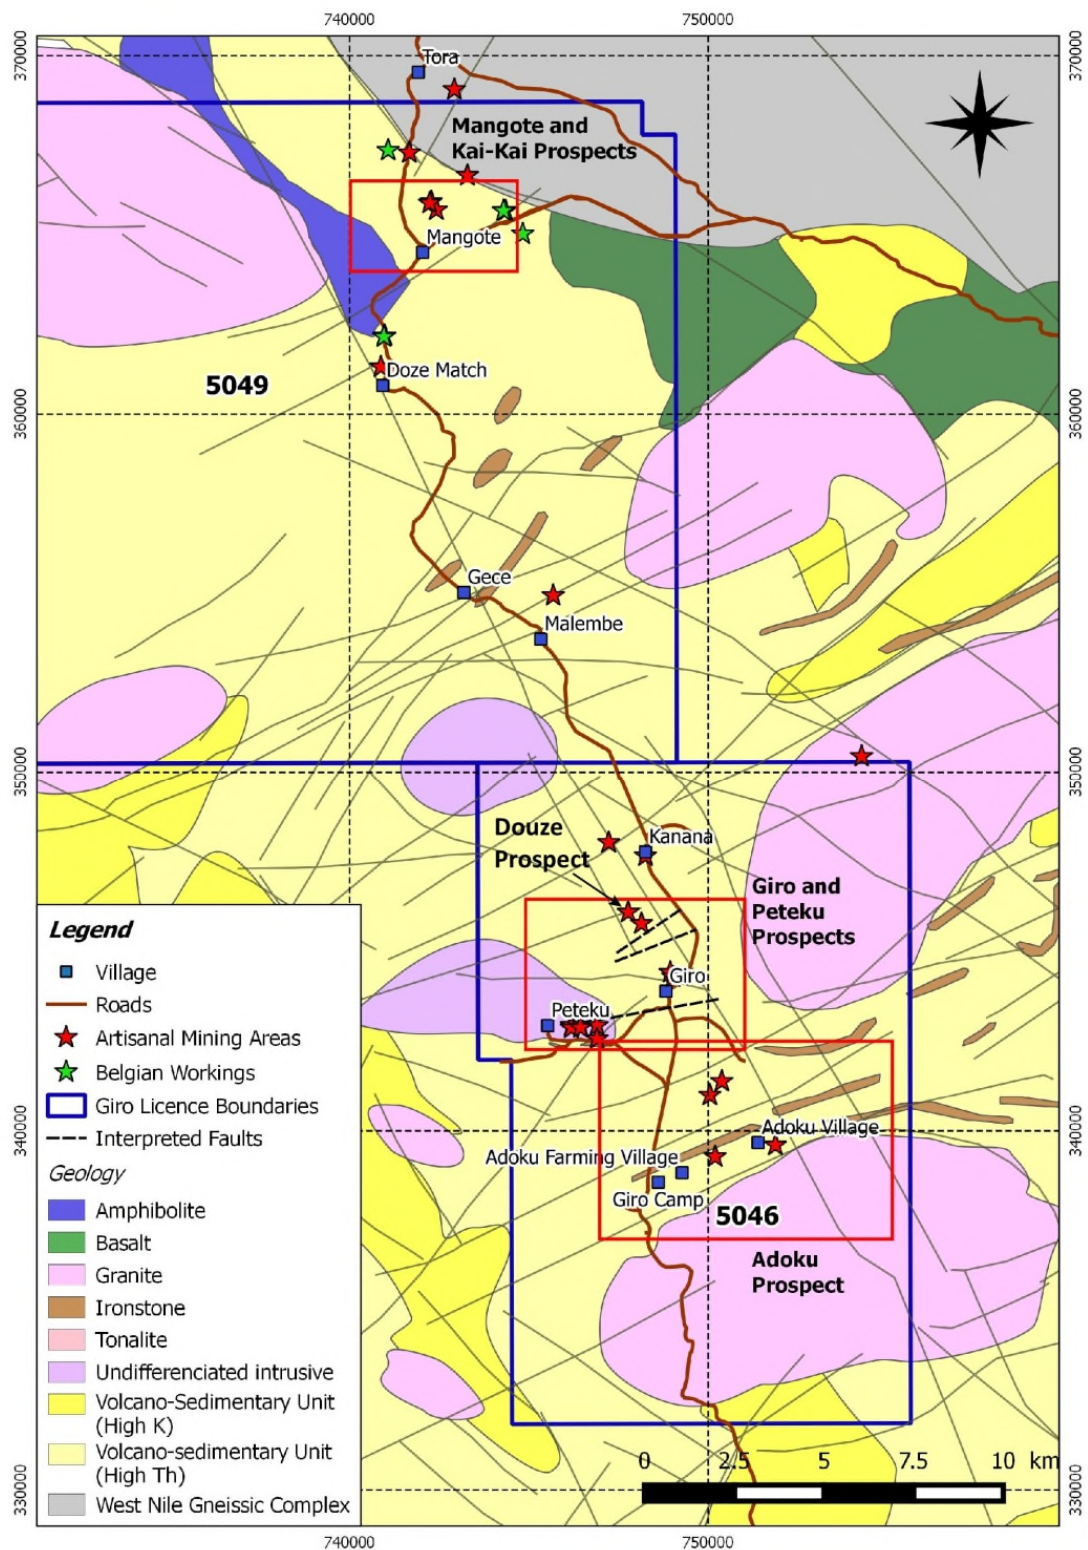 740000
750000
370000
370000
Tora
Mangote and
Kai-Kai Prospects
Mangote
Doze Match
5049
360000
360000
Gece
Malembe
350000
350000
Douze
Prospect
Kanana
Giro and
Peteku
Prospects
Giro
Peteku
340000
340000
Adoku Village
Adoku Farming Village
Giro Camp
5046
Adoku
Prospect
Legend
Village
Roads
Artisanal Mining Areas
Belgian Workings
Giro Licence Boundaries
Interpreted Faults
Geology
Amphibolite
Basalt
Granite
Ironstone
Tonalite
Undifferenciated intrusive
Volcano-Sedimentary Unit
(High K)
Volcano-sedimentary Unit
(High Th)
West Nile Gneissic Complex
0 2.5 5 7.5 10 km
330000
330000
740000
750000